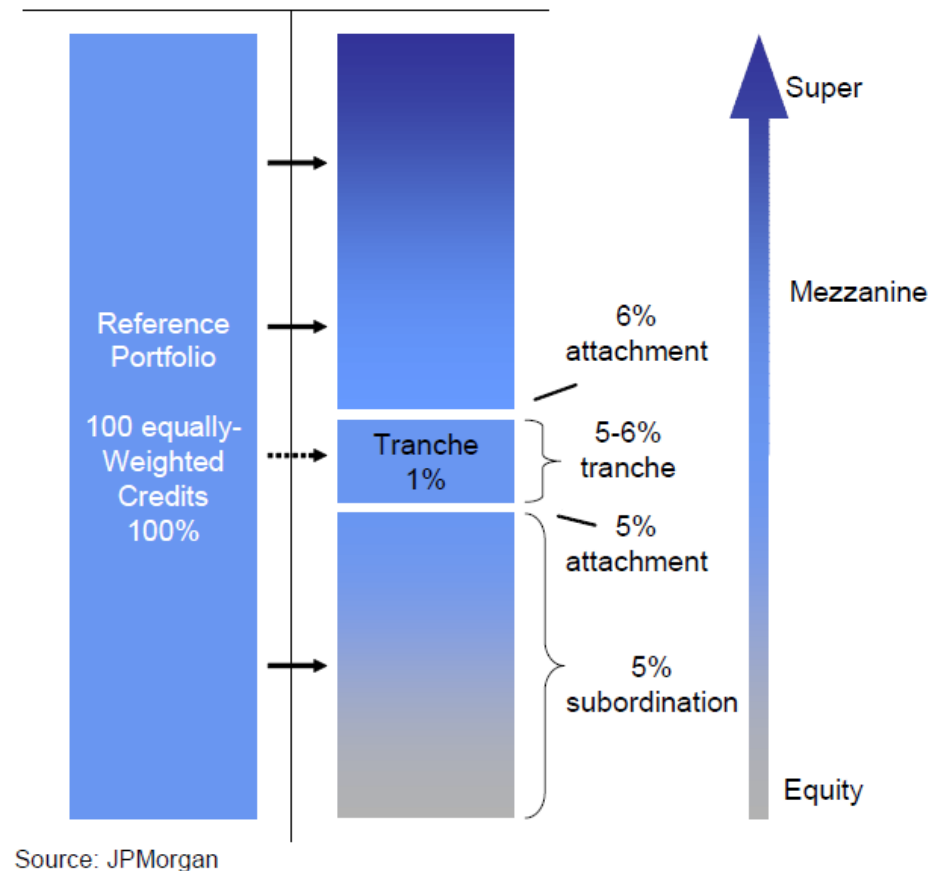 Reference
Portfolio
100 equally-
Weighted
Credits
100%
Tranche
1%
6%
attachment
5-6%
tranche
5%
attachment
5%
subordination
Super
Mezzanine
Equity
Source: JPMorgan